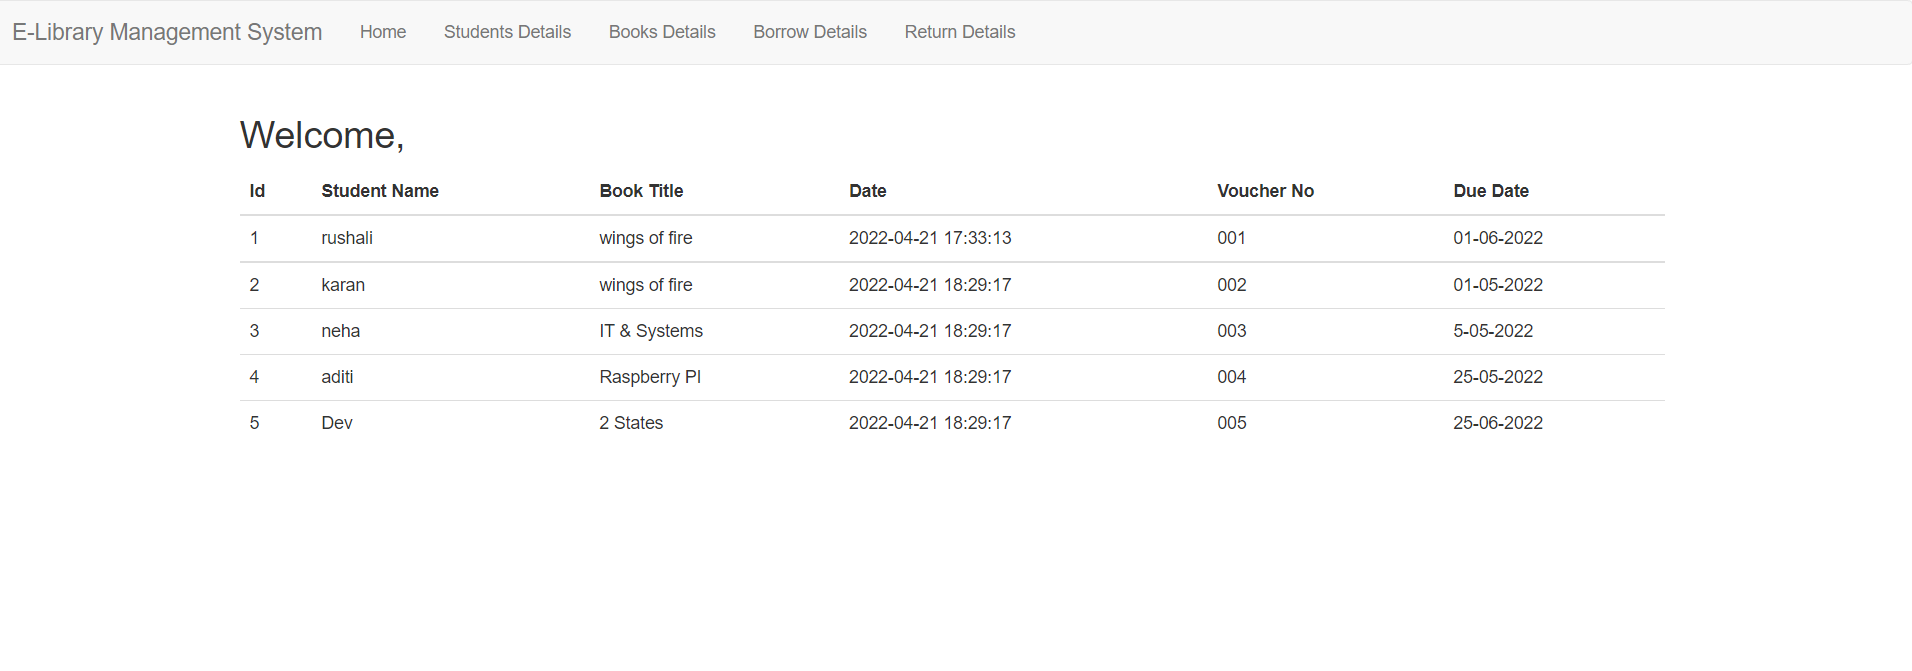 E-Library Management System Home Students Details Books Details Borrow Details Return Details
Welcome,
Id Student Name Book Title Date Voucher No Due Date
1 rushali wings of fire 2022-04-21 17:33:13 001 01-06-2022
2 karan wings of fire 2022-04-21 18:29:17 002 01-05-2022
3 neha IT & Systems 2022-04-21 18:29:17 003 5-05-2022
4 aditi Raspberry PI 2022-04-21 18:29:17 004 25-05-2022
5 Dev 2 States 2022-04-21 18:29:17 005 25-06-2022